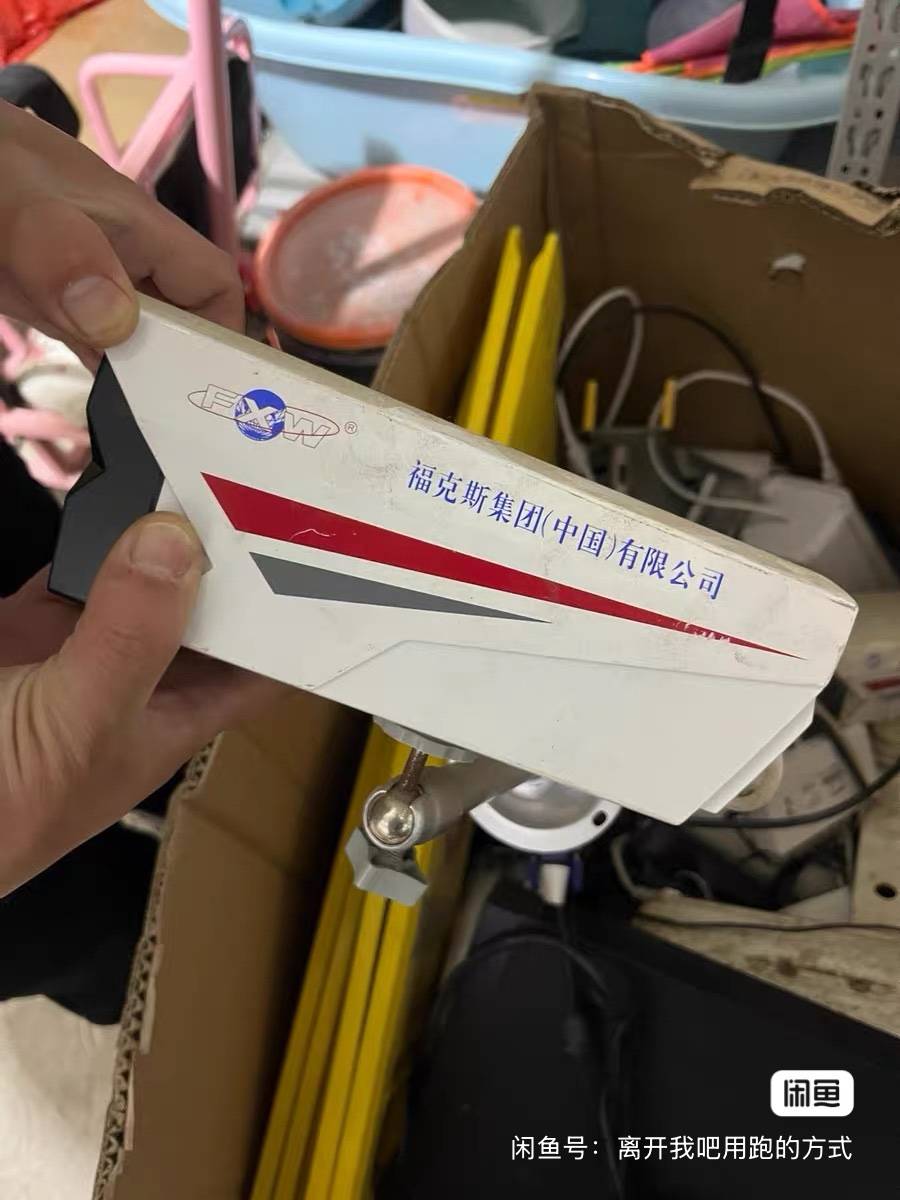 FXW®
福克斯集团(中国)有限公司
闲鱼
闲鱼号：离开我吧用跑的方式